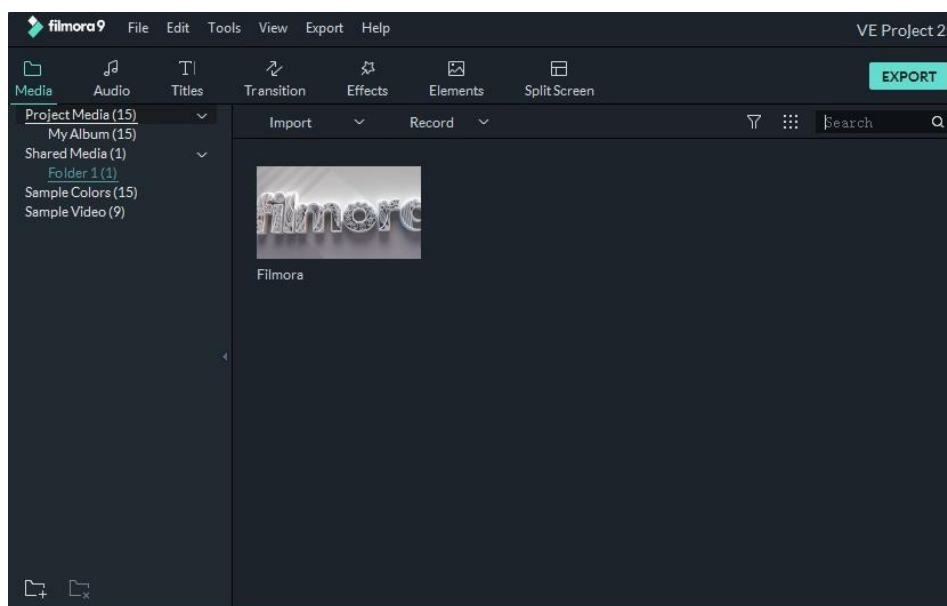 filmora9 File Edit Tools View Export Help VE Project 2
Media Audio Titles Transition Effects Elements Split Screen EXPORT
Project Media (15) Import Record Search
My Album (15)
Shared Media (1)
Folder 1 (1)
Sample Colors (15)
Sample Video (9)
filmora
Filmora